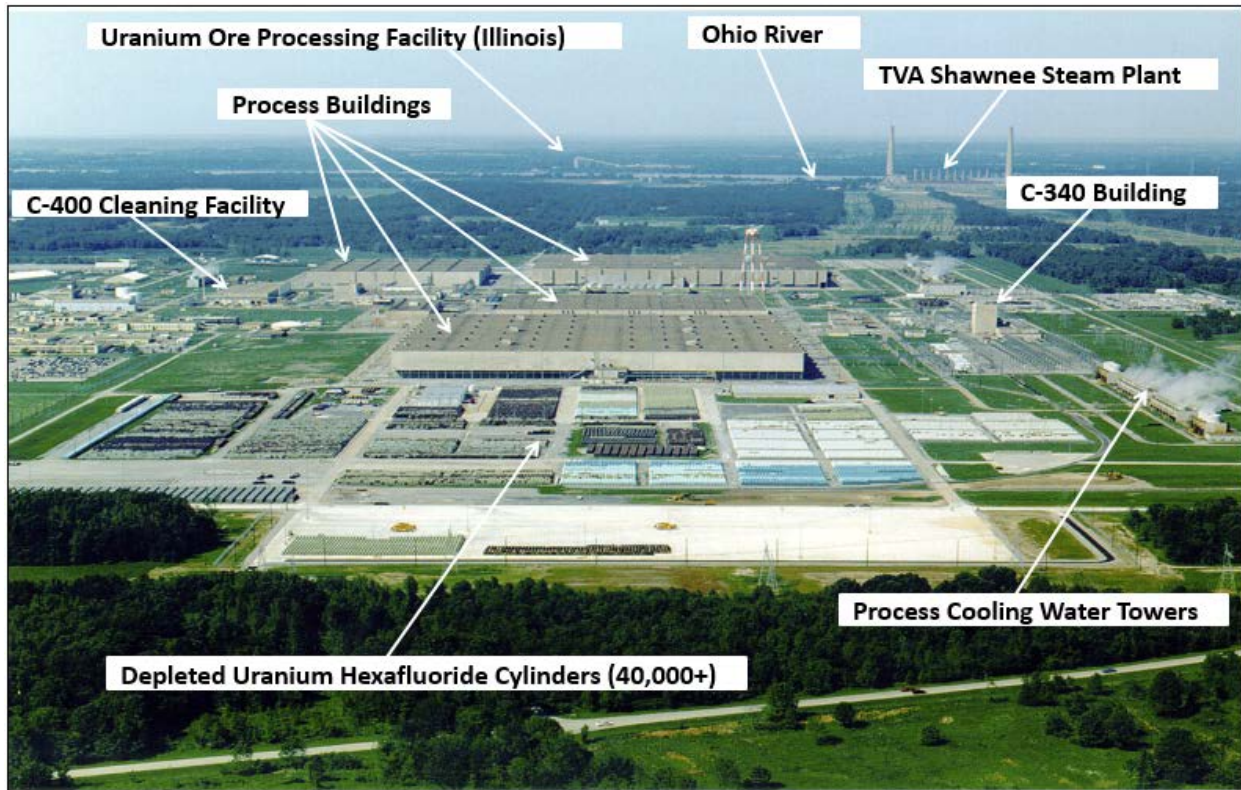 Uranium Ore Processing Facility (Illinois)
Ohio River
TVA Shawnee Steam Plant
Process Buildings
C-400 Cleaning Facility
C-340 Building
Process Cooling Water Towers
Depleted Uranium Hexafluoride Cylinders (40,000+)